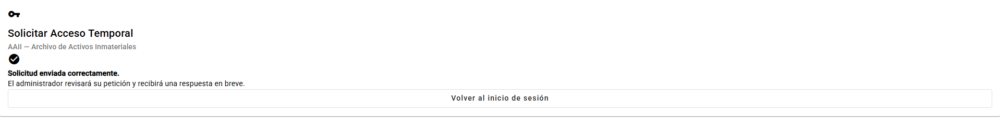 Solicitar Acceso Temporal
AAII — Archivo de Activos Inmateriales
Solicitud enviada correctamente.
El administrador revisará su petición y recibirá una respuesta en breve.
Volver al inicio de sesión